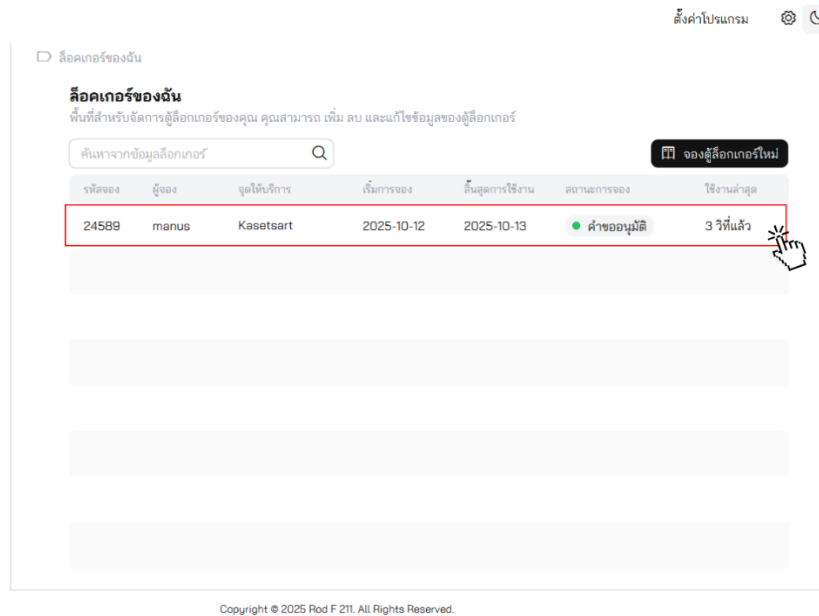 ตั้งค่าโปรแกรม
ล็อคเกอร์ของฉัน
ล็อคเกอร์ของฉัน
พื้นที่สำหรับจัดการตู้ล็อกเกอร์ของคุณ คุณสามารถ เพิ่ม ลบ และแก้ไขข้อมูลของตู้ล็อกเกอร์
ค้นหาจากข้อมูลล็อกเกอร์ จองตู้ล็อกเกอร์ใหม่
รหัสจอง ผู้จอง จุดให้บริการ เริ่มการจอง สิ้นสุดการใช้งาน สถานะการจอง ใช้งานล่าสุด
24589 manus Kasetsart 2025-10-12 2025-10-13 คำขออนุมัติ 3 วิที่แล้ว
Copyright © 2025 Rod F 211. All Rights Reserved.